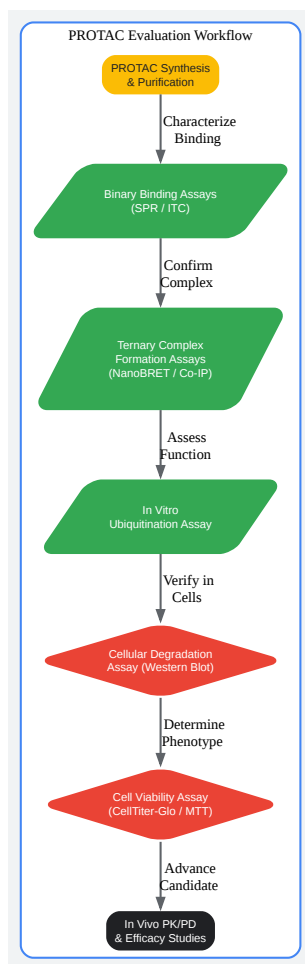 PROTAC Evaluation Workflow
PROTAC Synthesis
& Purification
Characterize
Binding
Binary Binding Assays
(SPR / ITC)
Confirm
Complex
Ternary Complex
Formation Assays
(NanoBRET / Co-IP)
Assess
Function
In Vitro
Ubiquitination Assay
Verify in
Cells
Cellular Degradation
Assay (Western Blot)
Determine
Phenotype
Cell Viability Assay
(CellTiter-Glo / MTT)
Advance
Candidate
In Vivo PK/PD
& Efficacy Studies